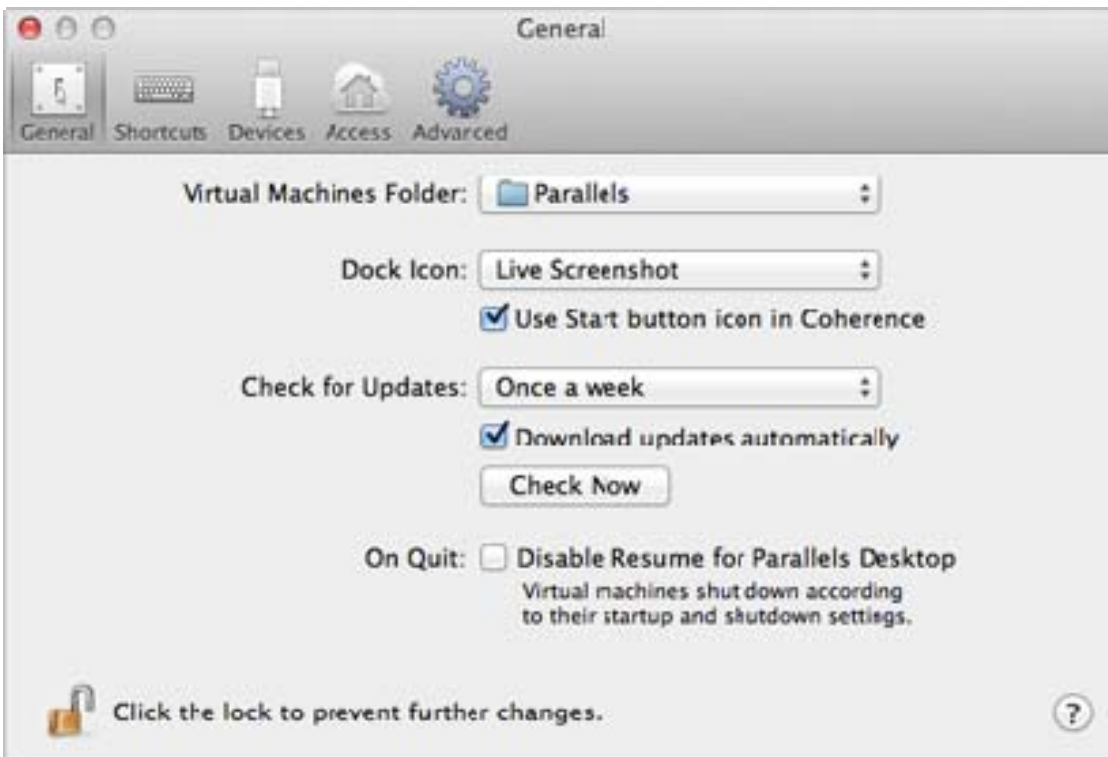 General
General Shortcuts Devices Access Advanced
Virtual Machines Folder: Parallels
Dock Icon: Live Screenshot
Use Start button icon in Coherence
Check for Updates: Once a week
Download updates automatically
Check Now
On Quit: Disable Resume for Parallels Desktop
Virtual machines shut down according
to their startup and shutdown settings.
Click the lock to prevent further changes.
?